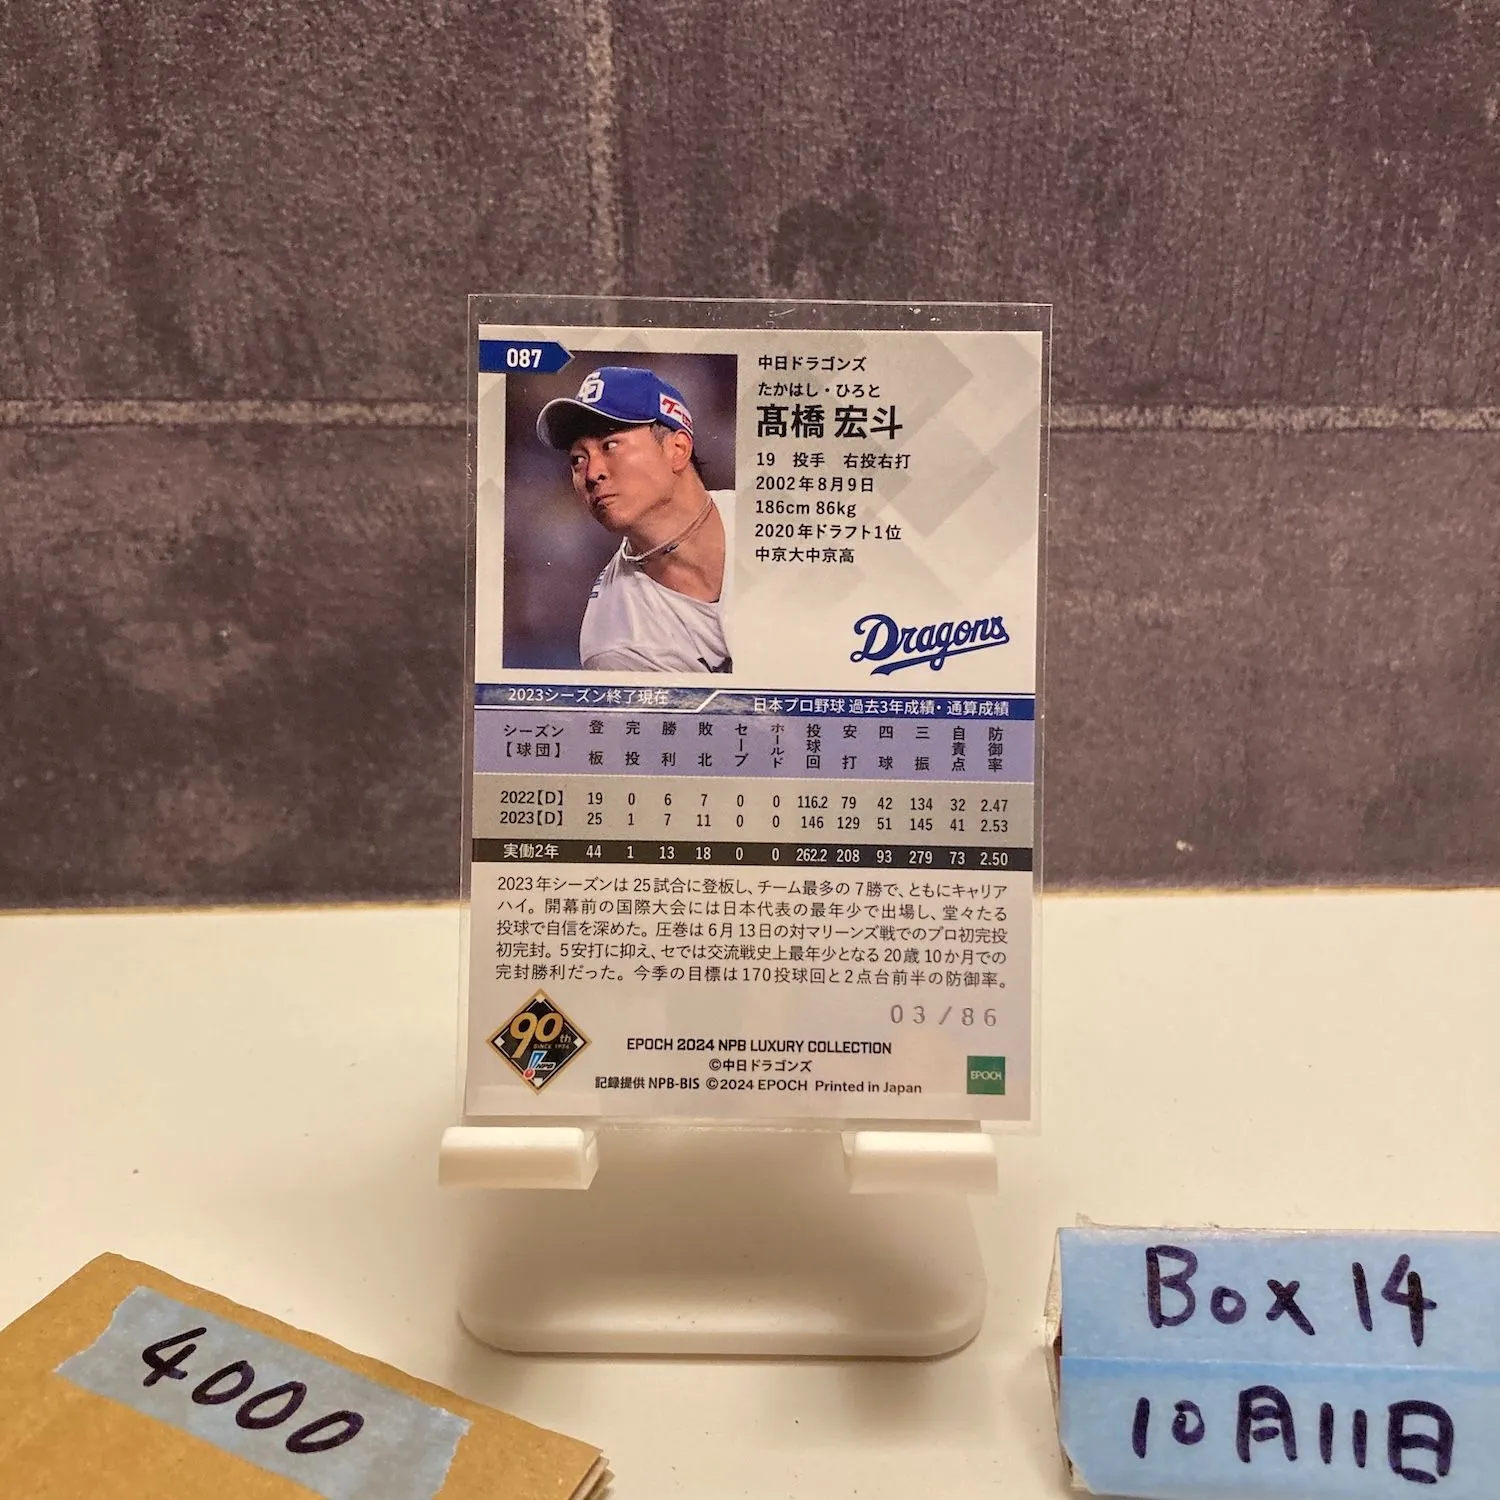 087
中日ドラゴンズ
たかはし・ひろと
髙橋 宏斗
19 投手 右投右打
2002年8月9日
186cm 86kg
2020年ドラフト1位
中京大中京高
Dragons
2023シーズン終了現在 日本プロ野球 過去3年成績・通算成績
シーズン【球団】 登板 完投 勝利 敗北 セーブ ホールド 投球回 安打 四球 三振 自責点 防御率
2022【D】 19 0 6 7 0 0 116.2 79 42 134 32 2.47
2023【D】 25 1 7 11 0 0 146 129 51 145 41 2.53
実働2年 44 1 13 18 0 0 262.2 208 93 279 73 2.50
2023年シーズンは25試合に登板し、チーム最多の7勝で、ともにキャリア
ハイ。開幕前の国際大会には日本代表の最年少で出場し、堂々たる
投球で自信を深めた。圧巻は6月13日の対マリーンズ戦でのプロ初完投
初完封。5安打に抑え、セでは交流戦史上最年少となる20歳10か月での
完封勝利だった。今季の目標は170投球回と2点台前半の防御率。
03/86
90th
SINCE 1934
NPB
EPOCH 2024 NPB LUXURY COLLECTION
©中日ドラゴンズ
記録提供 NPB-BIS ©2024 EPOCH Printed in Japan
EPOCH
4000
Box 14
10月11日